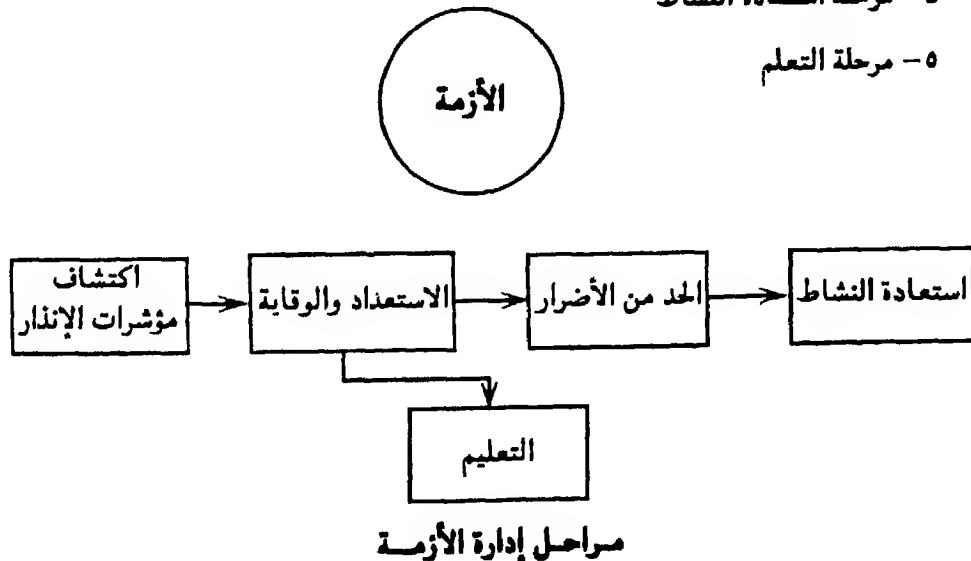 ٥ – مرحلة التعلم
الأزمة
اكتشاف
مؤشرات الإنذار
الاستعداد والوقاية
الحد من الأضرار
استعادة النشاط
التعليم
مراحل إدارة الأزمة